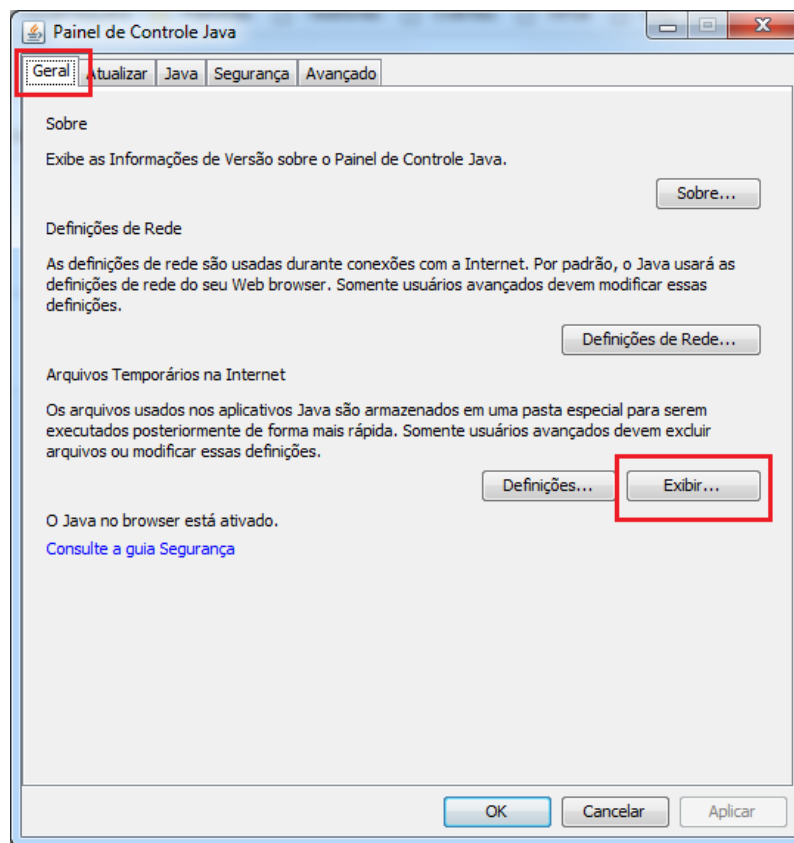 Painel de Controle Java
Geral Atualizar Java Segurança Avançado
Sobre
Exibe as Informações de Versão sobre o Painel de Controle Java.
Sobre...
Definições de Rede
As definições de rede são usadas durante conexões com a Internet. Por padrão, o Java usará as
definições de rede do seu Web browser. Somente usuários avançados devem modificar essas
definições.
Definições de Rede...
Arquivos Temporários na Internet
Os arquivos usados nos aplicativos Java são armazenados em uma pasta especial para serem
executados posteriormente de forma mais rápida. Somente usuários avançados devem excluir
arquivos ou modificar essas definições.
Definições... Exibir...
O Java no browser está ativado.
Consulte a guia Segurança
OK Cancelar Aplicar